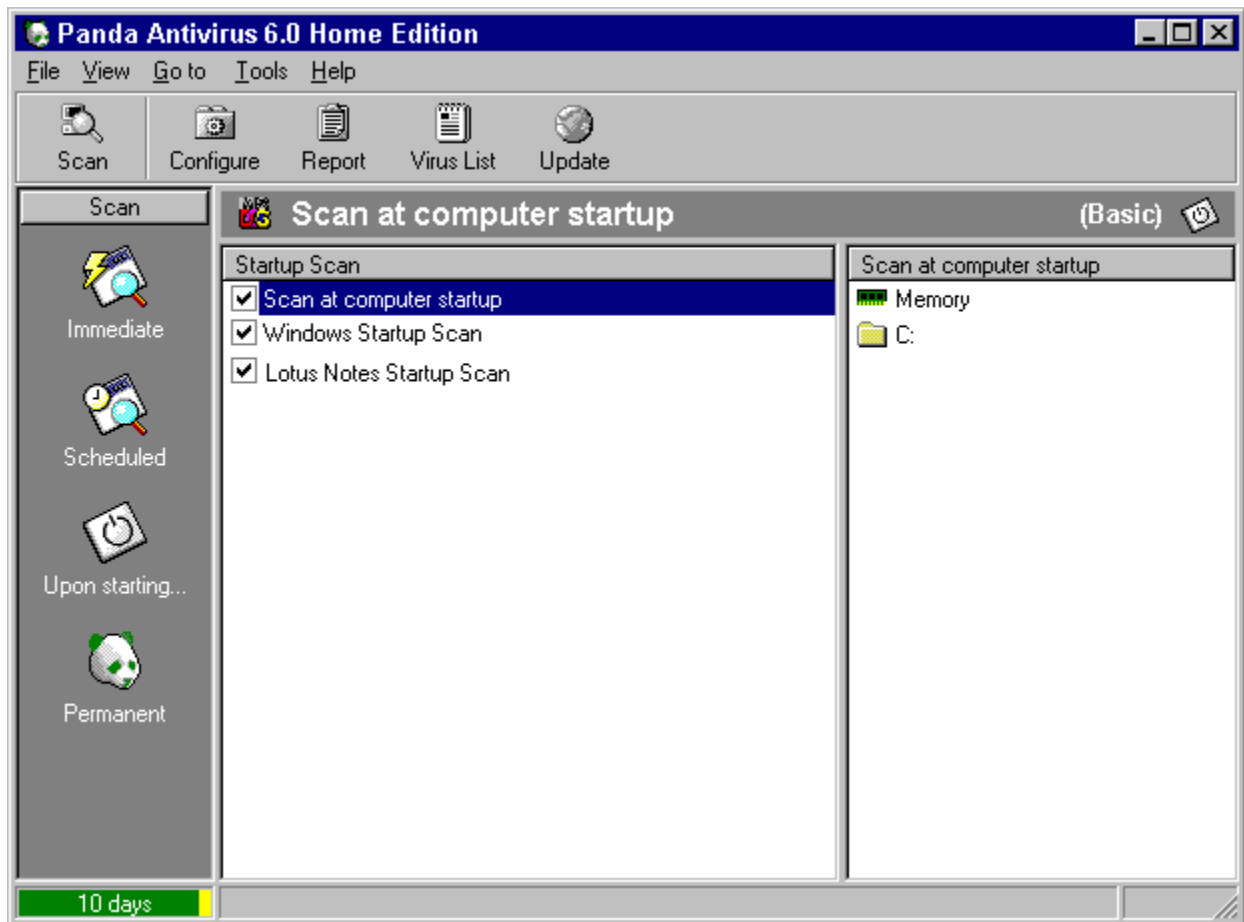 Panda Antivirus 6.0 Home Edition
File View Go to Tools Help
Scan Configure Report Virus List Update
Scan
Immediate
Scheduled
Upon starting...
Permanent
Scan at computer startup (Basic)
Startup Scan
Scan at computer startup
Windows Startup Scan
Lotus Notes Startup Scan
Scan at computer startup
Memory
C:
10 days